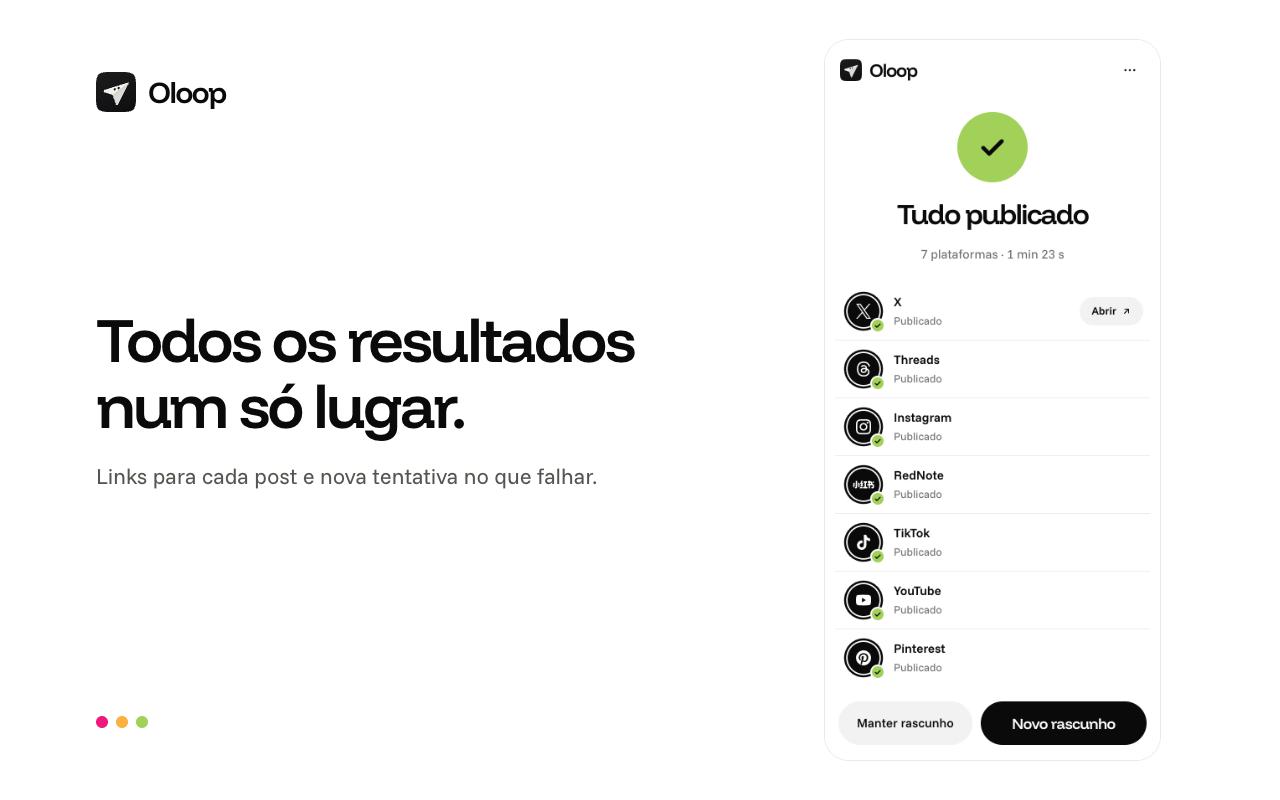 Oloop
Todos os resultados
num só lugar.
Links para cada post e nova tentativa no que falhar.
Oloop
Tudo publicado
7 plataformas · 1 min 23 s
X
Publicado
Abrir
Threads
Publicado
Instagram
Publicado
小红书
RedNote
Publicado
TikTok
Publicado
YouTube
Publicado
Pinterest
Publicado
Manter rascunho
Novo rascunho